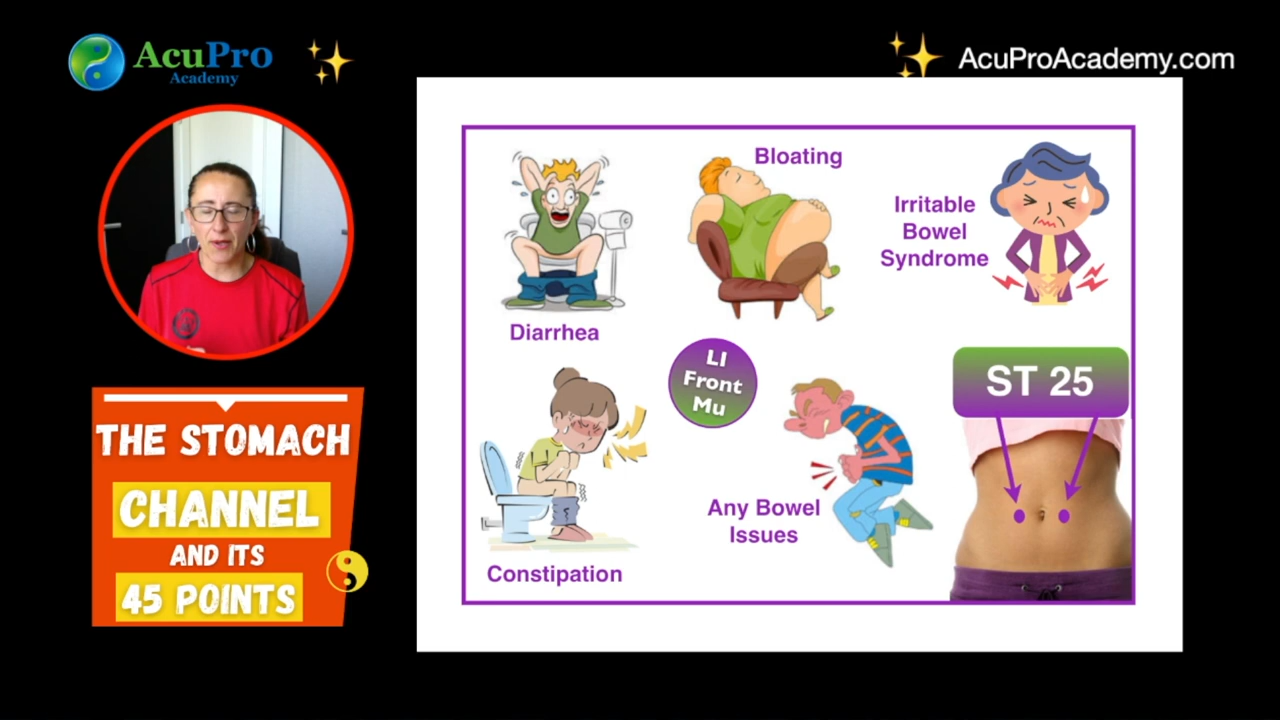 AcuPro
Academy
AcuProAcademy.com
THE STOMACH
CHANNEL
AND ITS
45 POINTS
Bloating
Irritable
Bowel
Syndrome
Diarrhea
LI
Front
Mu
ST 25
Any Bowel
Issues
Constipation